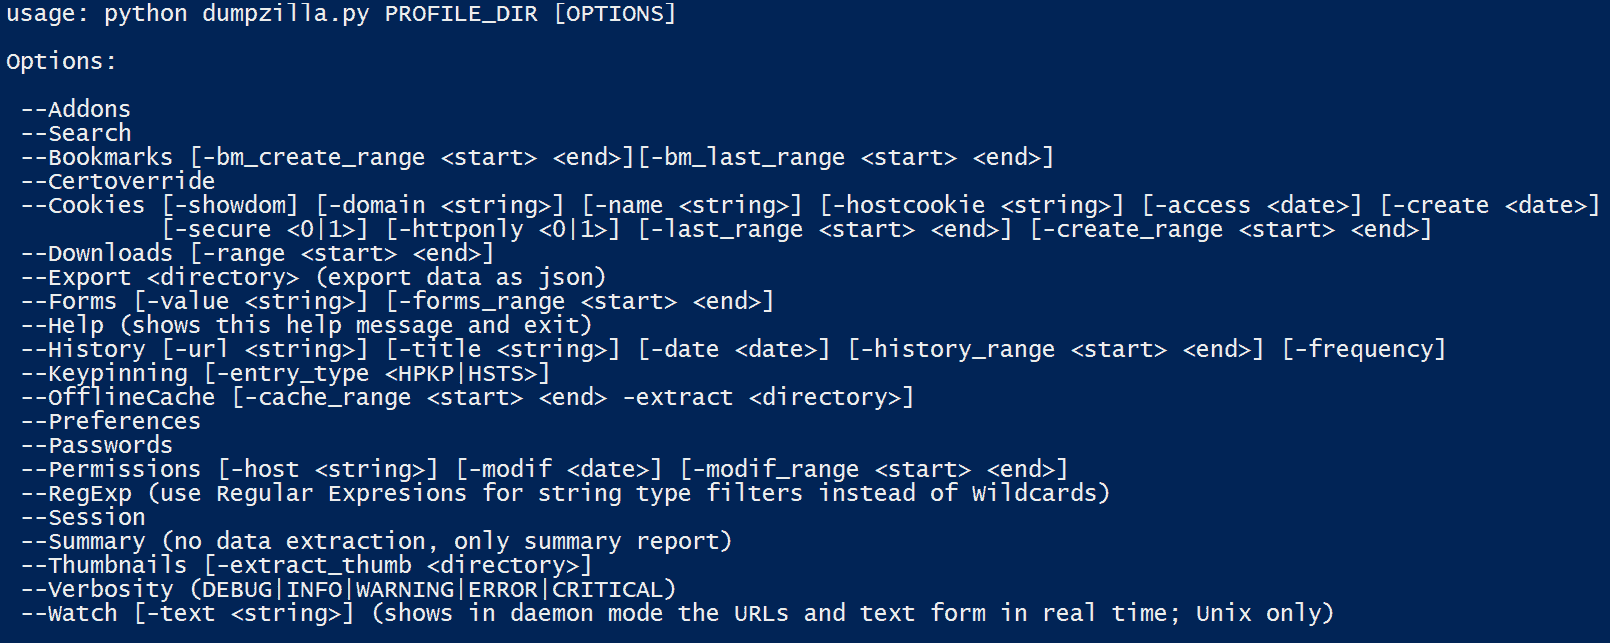 usage: python dumpzilla.py PROFILE_DIR [OPTIONS]
Options:
--Addons
--Search
--Bookmarks [-bm_create_range <start> <end>][-bm_last_range <start> <end>]
--Certoverride
--Cookies [-showdom] [-domain <string>] [-name <string>] [-hostcookie <string>] [-access <date>] [-create <date>]
[-secure <0|1>] [-httponly <0|1>] [-last_range <start> <end>] [-create_range <start> <end>]
--Downloads [-range <start> <end>]
--Export <directory> (export data as json)
--Forms [-value <string>] [-forms_range <start> <end>]
--Help (shows this help message and exit)
--History [-url <string>] [-title <string>] [-date <date>] [-history_range <start> <end>] [-frequency]
--Keypinning [-entry_type <HPKP|HSTS>]
--OfflineCache [-cache_range <start> <end> -extract <directory>]
--Preferences
--Passwords
--Permissions [-host <string>] [-modif <date>] [-modif_range <start> <end>]
--RegExp (use Regular Expresions for string type filters instead of Wildcards)
--Session
--Summary (no data extraction, only summary report)
--Thumbnails [-extract_thumb <directory>]
--Verbosity (DEBUG|INFO|WARNING|ERROR|CRITICAL)
--Watch [-text <string>] (shows in daemon mode the URLs and text form in real time; Unix only)